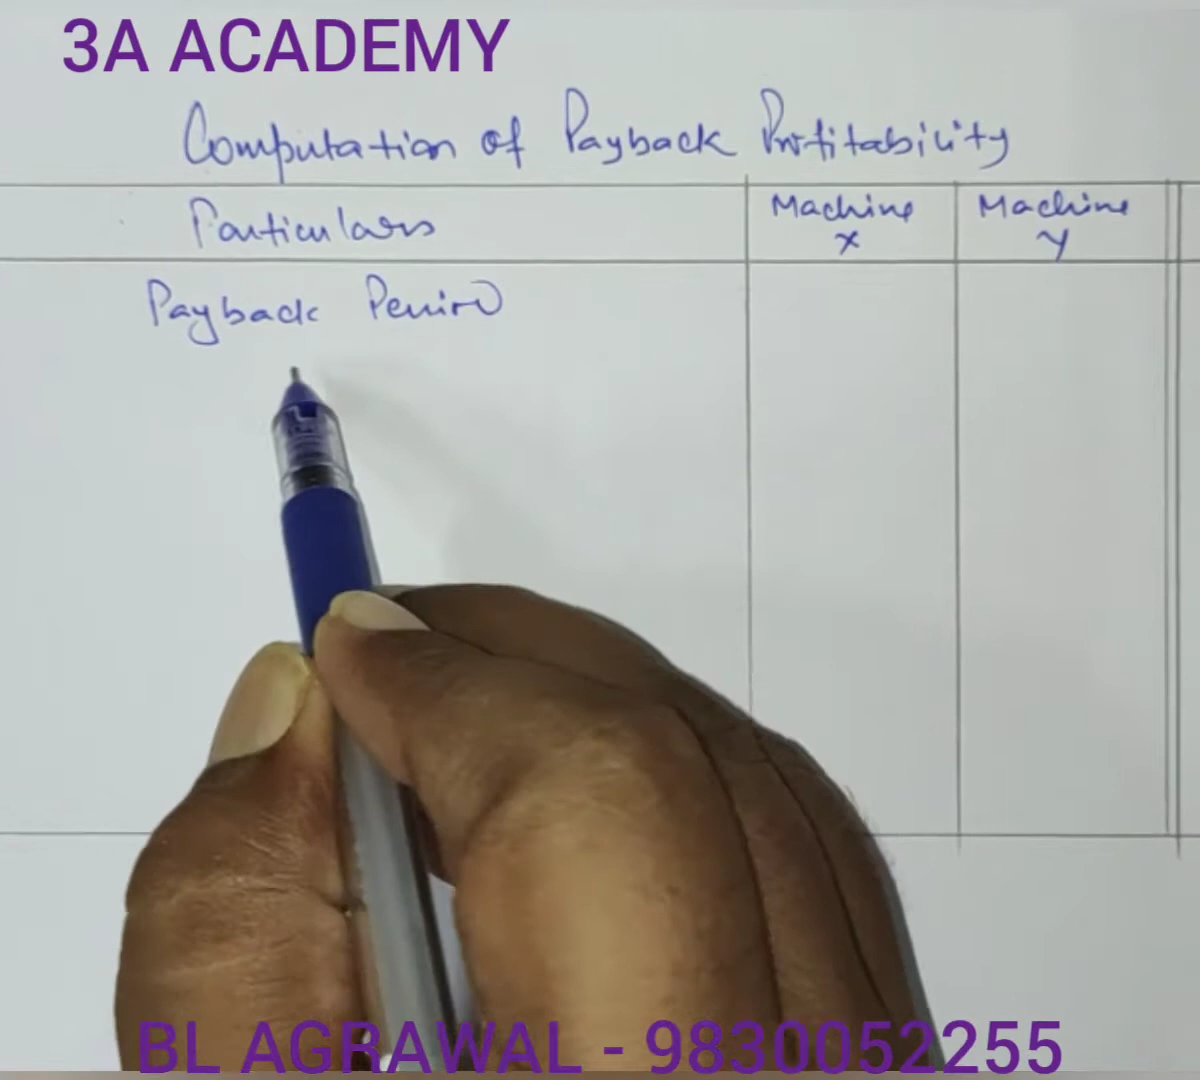 3A ACADEMY
Computation of Payback Profitability
Particulars Machine X Machine Y
Payback Period
BL AGRAWAL - 9830052255